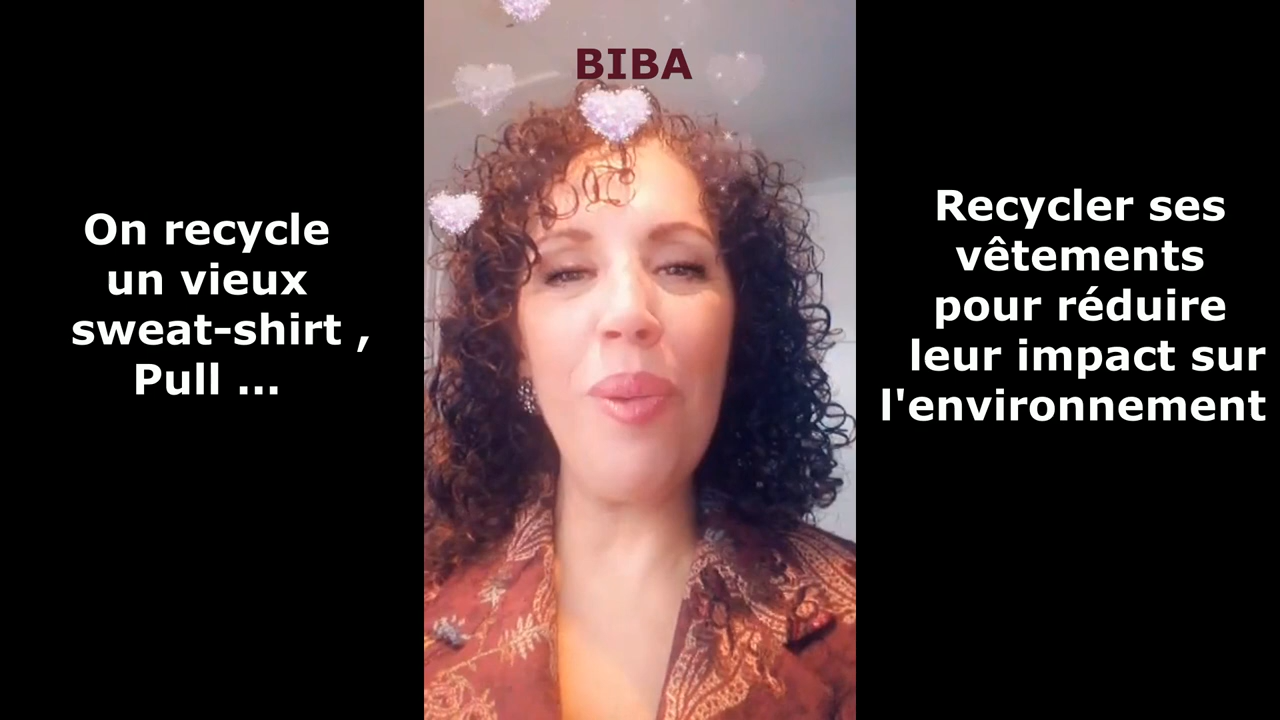 BIBA
On recycle
un vieux
sweat-shirt ,
Pull ...
Recycler ses
vêtements
pour réduire
leur impact sur
l'environnement